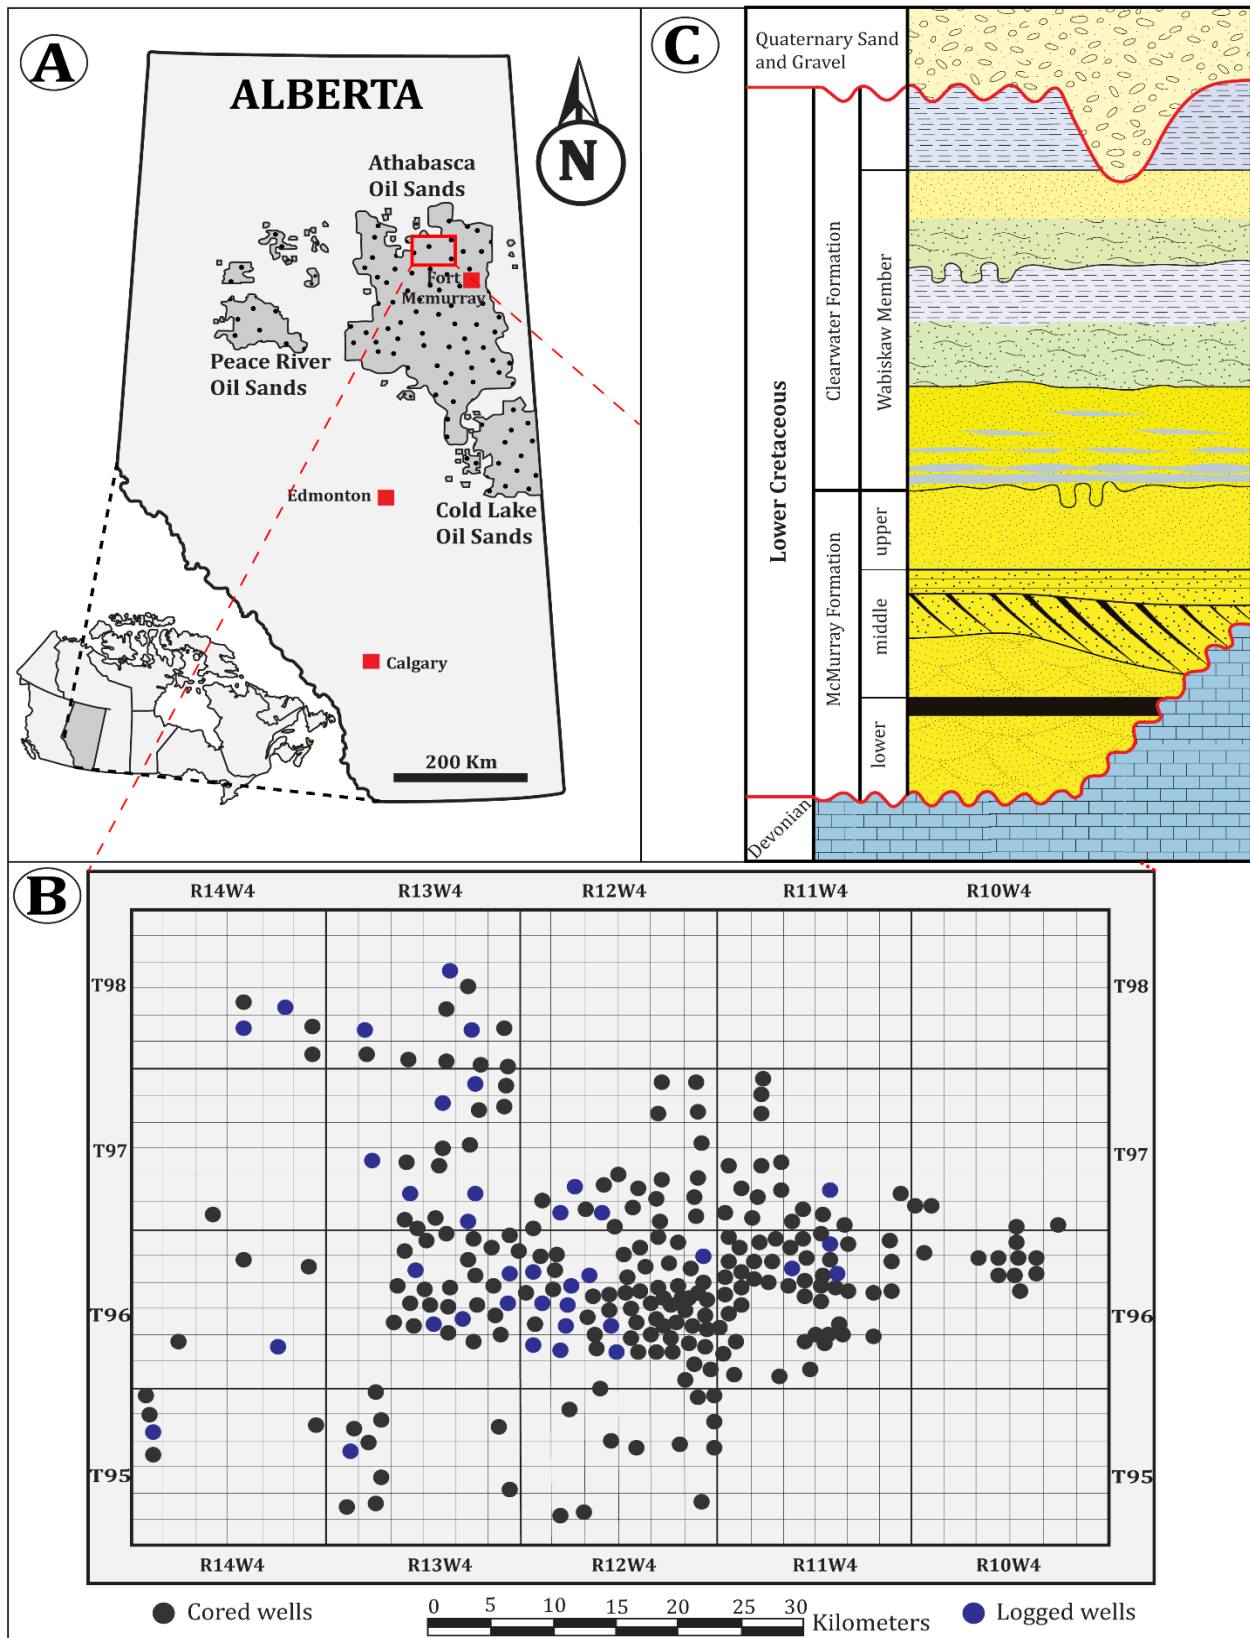 A
ALBERTA
N
Athabasca
Oil Sands
Fort
Mcmurray
Peace River
Oil Sands
Edmonton
Cold Lake
Oil Sands
Calgary
200 Km
C
Quaternary Sand
and Gravel
Lower Cretaceous
Clearwater Formation
Wabiskaw Member
McMurray Formation
upper
middle
lower
Devonian
B
R14W4
R13W4
R12W4
R11W4
R10W4
T98
T98
T97
T97
T96
T96
T95
T95
R14W4
R13W4
R12W4
R11W4
R10W4
Cored wells
0 5 10 15 20 25 30
Kilometers
Logged wells